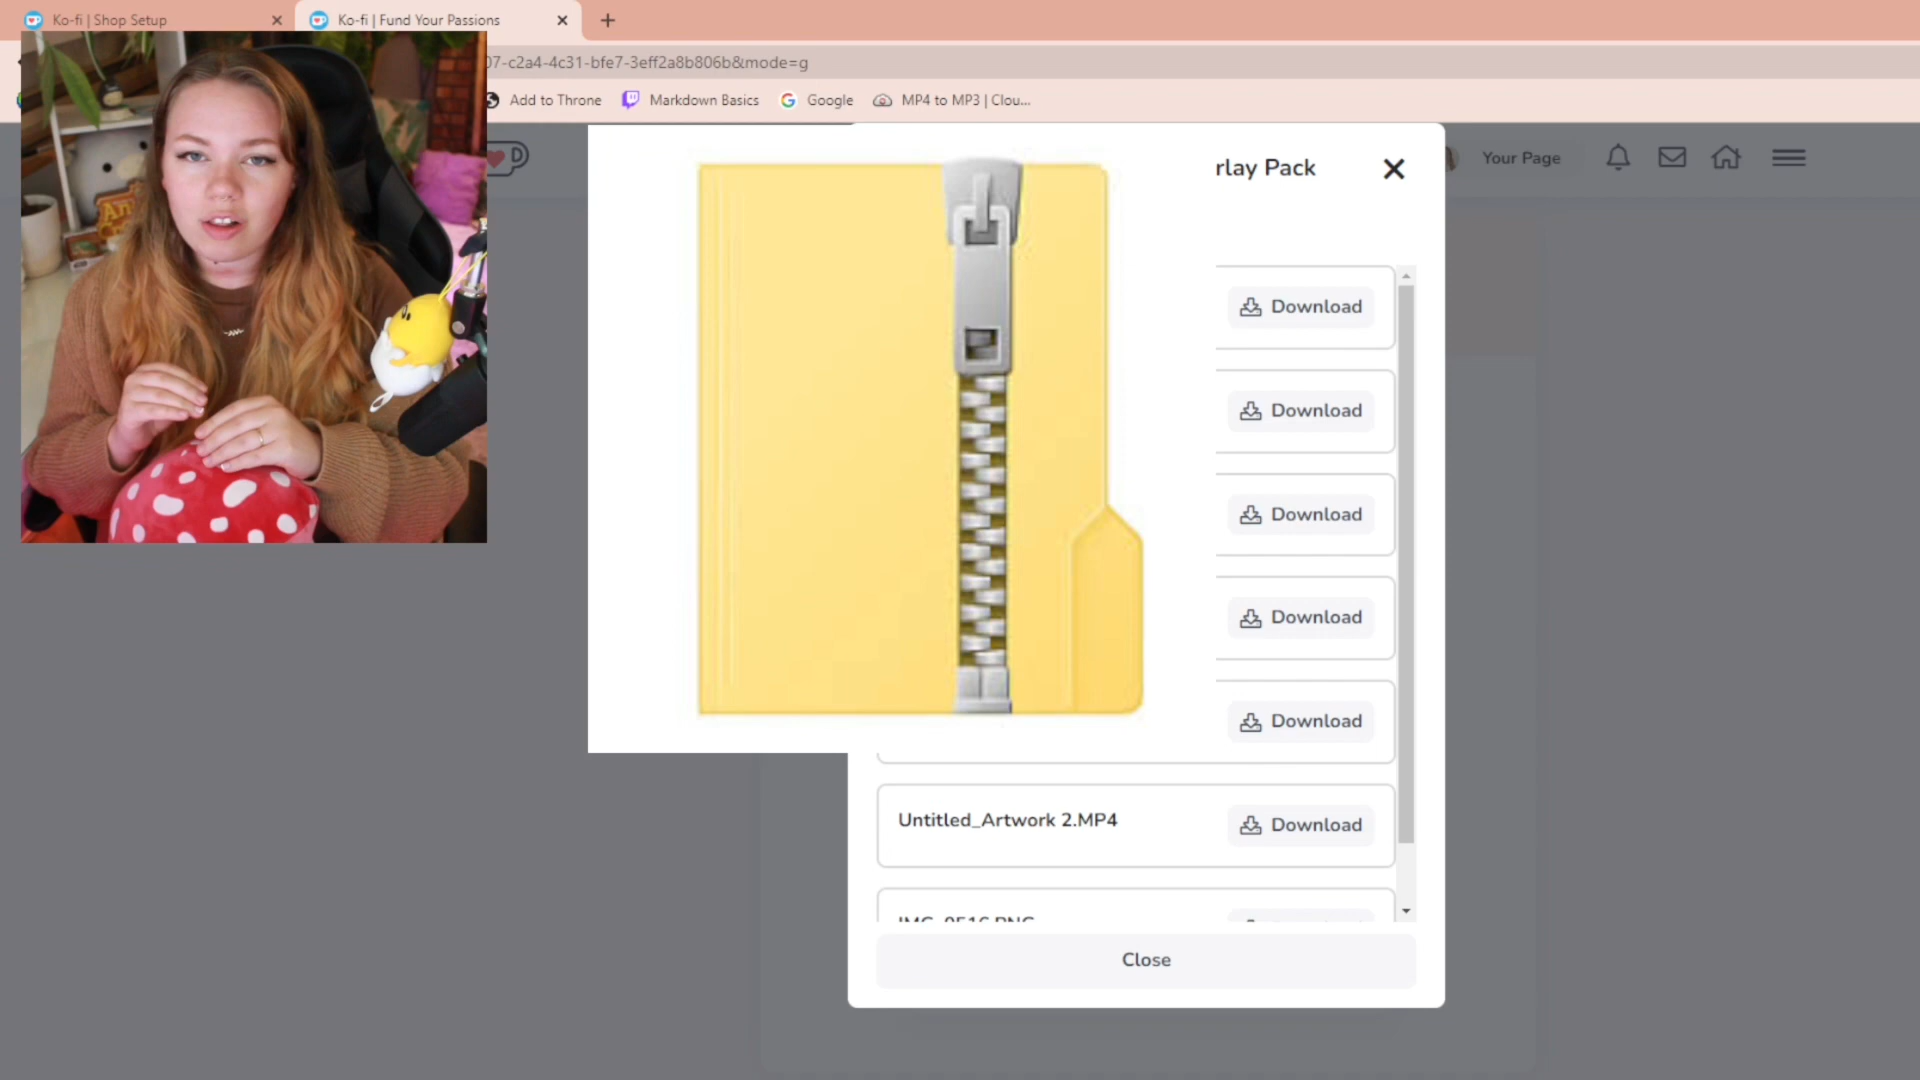 Ko-fi | Shop Setup
Ko-fi | Fund Your Passions
07-c2a4-4c31-bfe7-3eff2a8b806b&mode=g
Add to Throne
Markdown Basics
Google
MP4 to MP3 | Clou...
rlay Pack
Your Page
Download
Download
Download
Download
Download
Untitled_Artwork 2.MP4
Download
Close